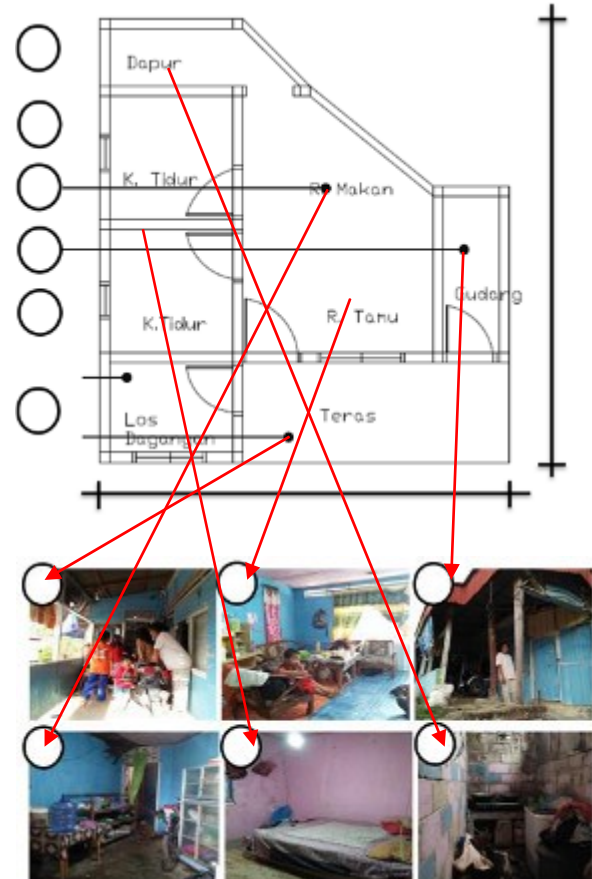 Dapur
K. Tidur
R. Makan
Gudang
K.Tidur
R. Tamu
Teras
Los
Dagangan